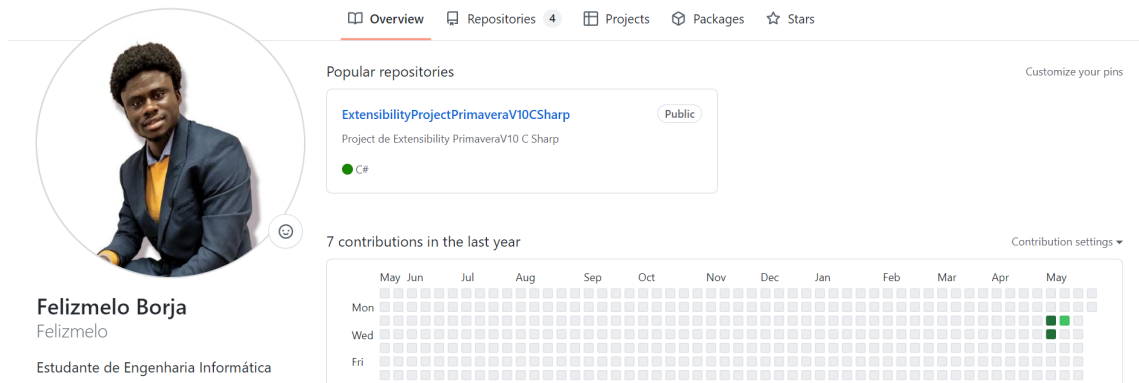 Overview Repositories 4 Projects Packages Stars
Popular repositories Customize your pins
ExtensibilityProjectPrimaveraV10CSharp Public
Project de Extensibility PrimaveraV10 C Sharp
C#
7 contributions in the last year Contribution settings
May Jun Jul Aug Sep Oct Nov Dec Jan Feb Mar Apr May
Mon
Wed
Fri
Felizmelo Borja
Felizmelo
Estudante de Engenharia Informática